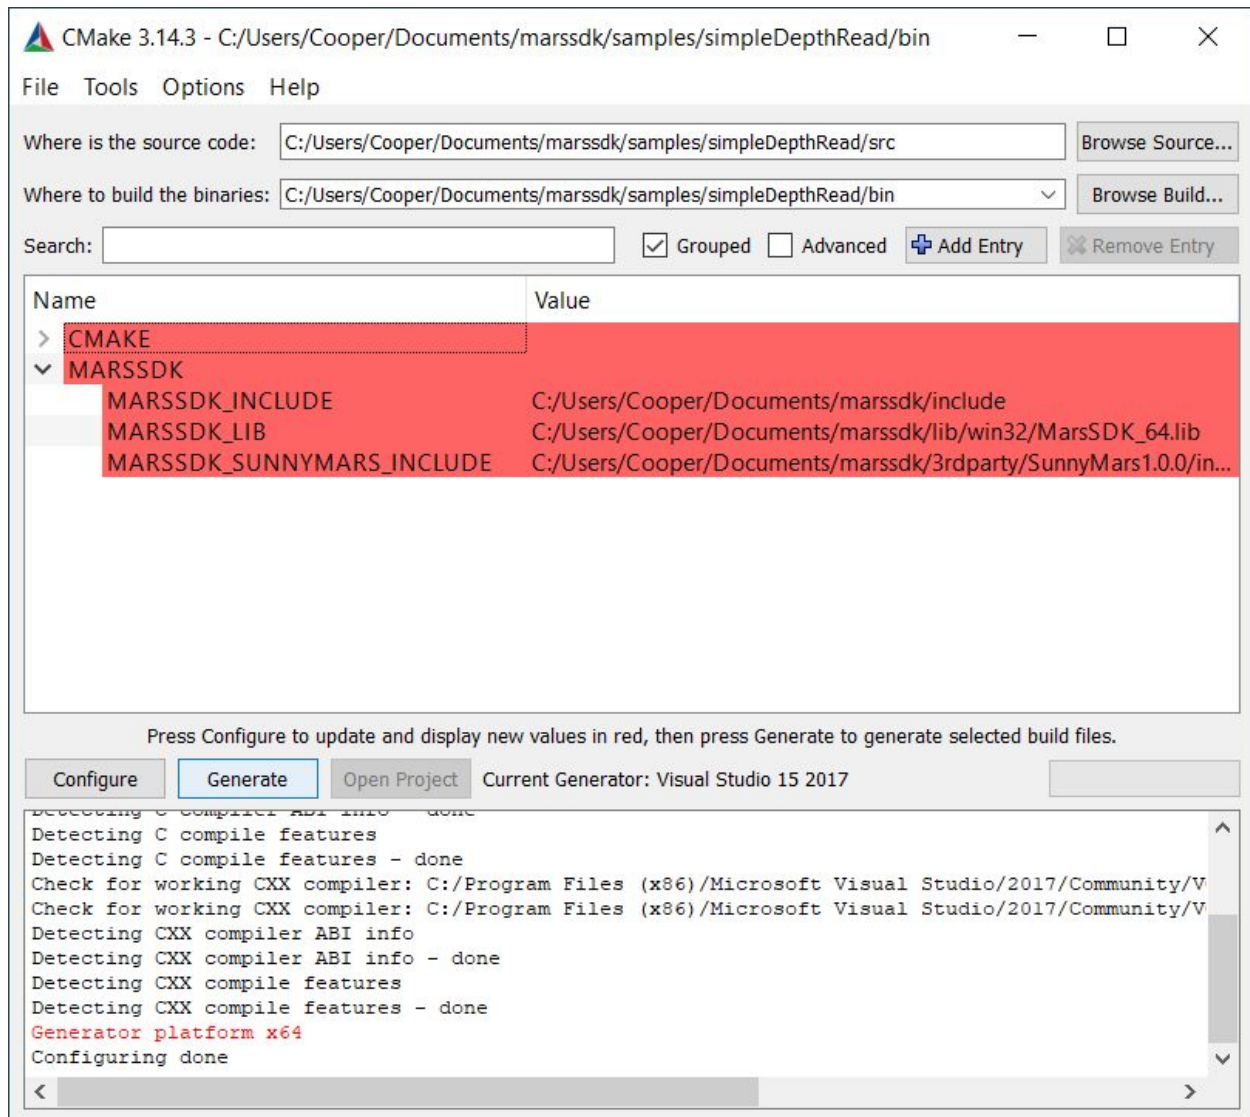 CMake 3.14.3 - C:/Users/Cooper/Documents/marssdk/samples/simpleDepthRead/bin
File Tools Options Help
Where is the source code: C:/Users/Cooper/Documents/marssdk/samples/simpleDepthRead/src Browse Source...
Where to build the binaries: C:/Users/Cooper/Documents/marssdk/samples/simpleDepthRead/bin Browse Build...
Search: Grouped Advanced Add Entry Remove Entry
Name Value
CMAKE
MARSSDK
MARSSDK_INCLUDE C:/Users/Cooper/Documents/marssdk/include
MARSSDK_LIB C:/Users/Cooper/Documents/marssdk/lib/win32/MarsSDK_64.lib
MARSSDK_SUNNYMARS_INCLUDE C:/Users/Cooper/Documents/marssdk/3rdparty/SunnyMars1.0.0/in...
Press Configure to update and display new values in red, then press Generate to generate selected build files.
Configure Generate Open Project Current Generator: Visual Studio 15 2017
Detecting C compiler ABI info - done
Detecting C compile features
Detecting C compile features - done
Check for working CXX compiler: C:/Program Files (x86)/Microsoft Visual Studio/2017/Community/V
Check for working CXX compiler: C:/Program Files (x86)/Microsoft Visual Studio/2017/Community/V
Detecting CXX compiler ABI info
Detecting CXX compiler ABI info - done
Detecting CXX compile features
Detecting CXX compile features - done
Generator platform x64
Configuring done